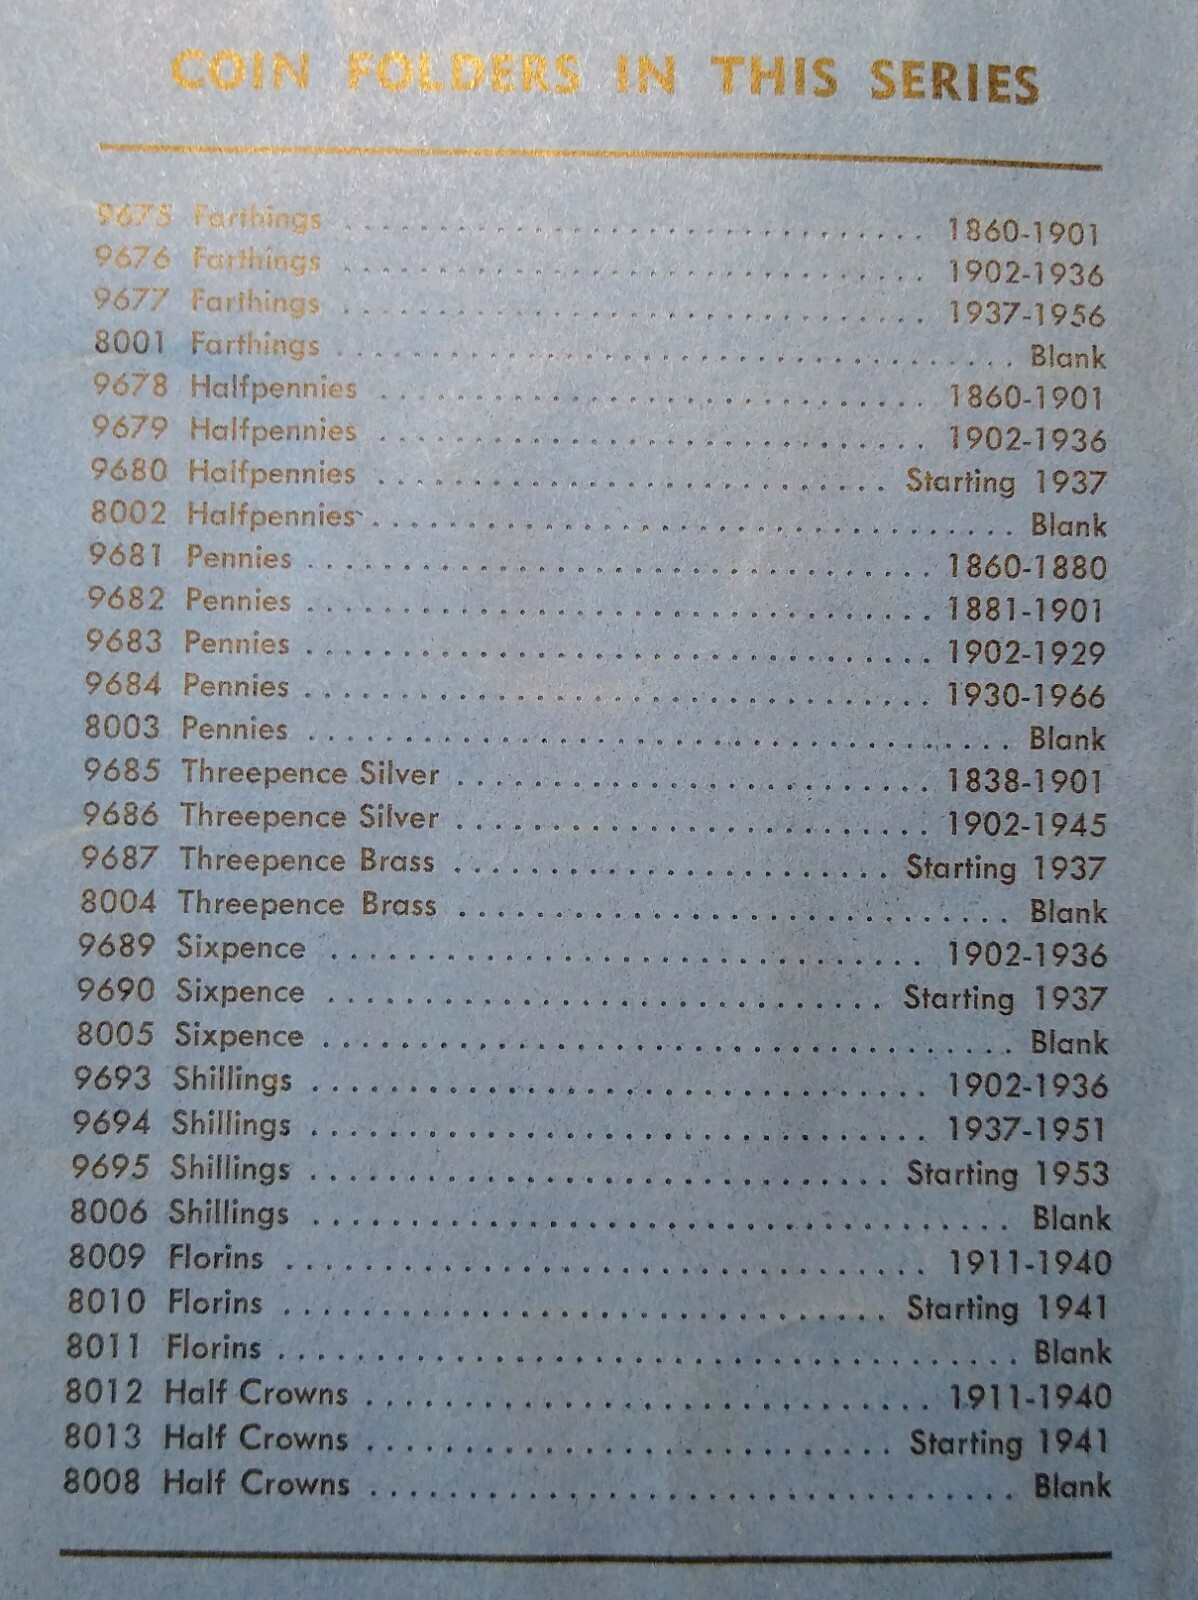 COIN FOLDERS IN THIS SERIES
9675 Farthings ........................................ 1860-1901
9676 Farthings ........................................ 1902-1936
9677 Farthings ........................................ 1937-1956
8001 Farthings ........................................ Blank
9678 Halfpennies ........................................ 1860-1901
9679 Halfpennies ........................................ 1902-1936
9680 Halfpennies ........................................ Starting 1937
8002 Halfpennies ........................................ Blank
9681 Pennies ........................................ 1860-1880
9682 Pennies ........................................ 1881-1901
9683 Pennies ........................................ 1902-1929
9684 Pennies ........................................ 1930-1966
8003 Pennies ........................................ Blank
9685 Threepence Silver ........................................ 1838-1901
9686 Threepence Silver ........................................ 1902-1945
9687 Threepence Brass ........................................ Starting 1937
8004 Threepence Brass ........................................ Blank
9689 Sixpence ........................................ 1902-1936
9690 Sixpence ........................................ Starting 1937
8005 Sixpence ........................................ Blank
9693 Shillings ........................................ 1902-1936
9694 Shillings ........................................ 1937-1951
9695 Shillings ........................................ Starting 1953
8006 Shillings ........................................ Blank
8009 Florins ........................................ 1911-1940
8010 Florins ........................................ Starting 1941
8011 Florins ........................................ Blank
8012 Half Crowns ........................................ 1911-1940
8013 Half Crowns ........................................ Starting 1941
8008 Half Crowns ........................................ Blank